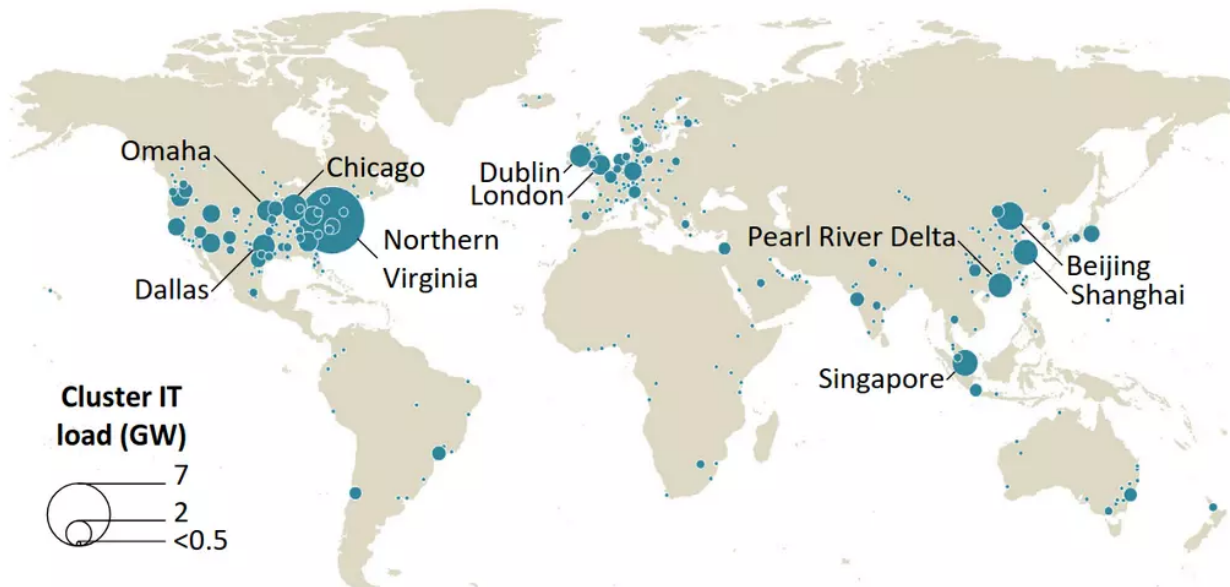 Omaha
Chicago
Northern
Virginia
Dallas
Dublin
London
Pearl River Delta
Beijing
Shanghai
Singapore
Cluster IT
load (GW)
7
2
<0.5